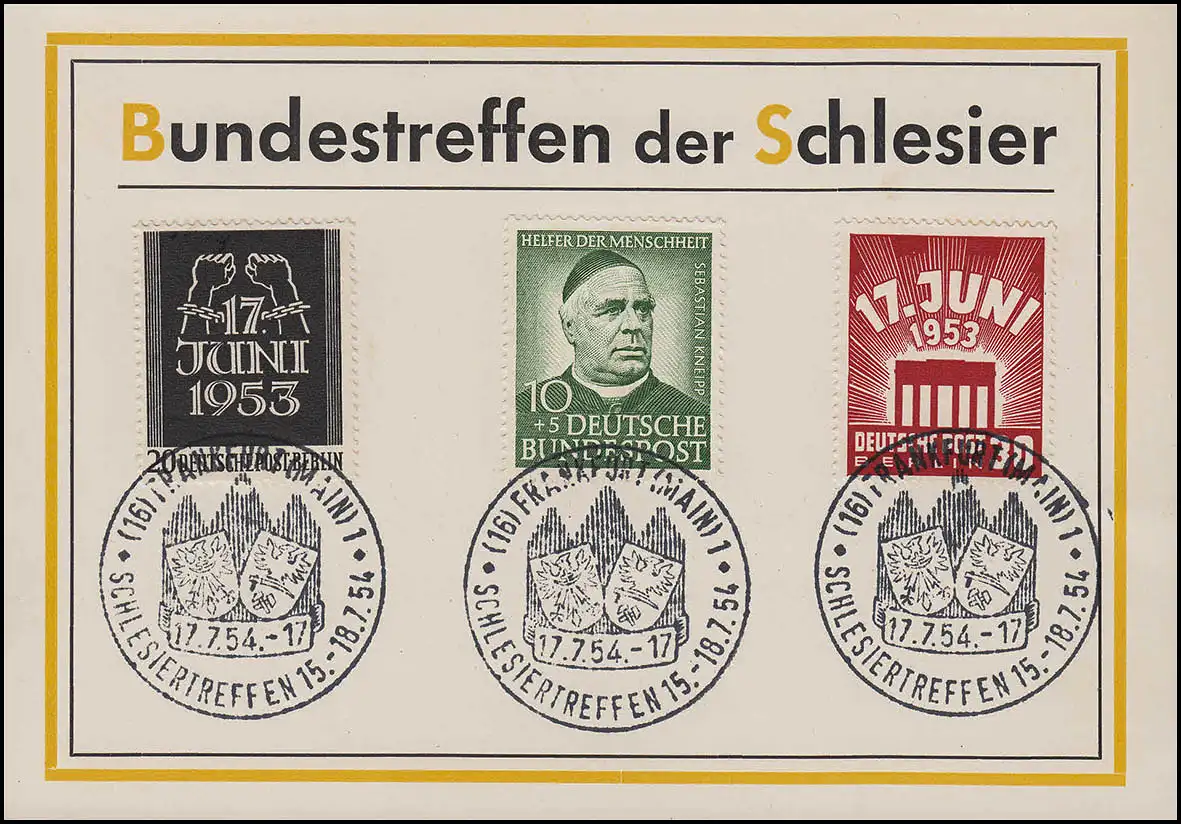 Bundestreffen der Schlesier
17.
JUNI
1953
20 DEUTSCHE POST BERLIN
HELFER DER MENSCHHEIT
SEBASTIAN KNEIPP
10
+5 DEUTSCHE
BUNDESPOST
17. JUNI
1953
DEUTSCHE POST
(16) FRANKFURT (MAIN) 1
17.7.54.-17
SCHLESIERTREFFEN 15.-18.7.54
(16) FRANKFURT (MAIN) 1
17.7.54.-17
SCHLESIERTREFFEN 15.-18.7.54
(16) FRANKFURT (MAIN) 1
17.7.54.-17
SCHLESIERTREFFEN 15.-18.7.54